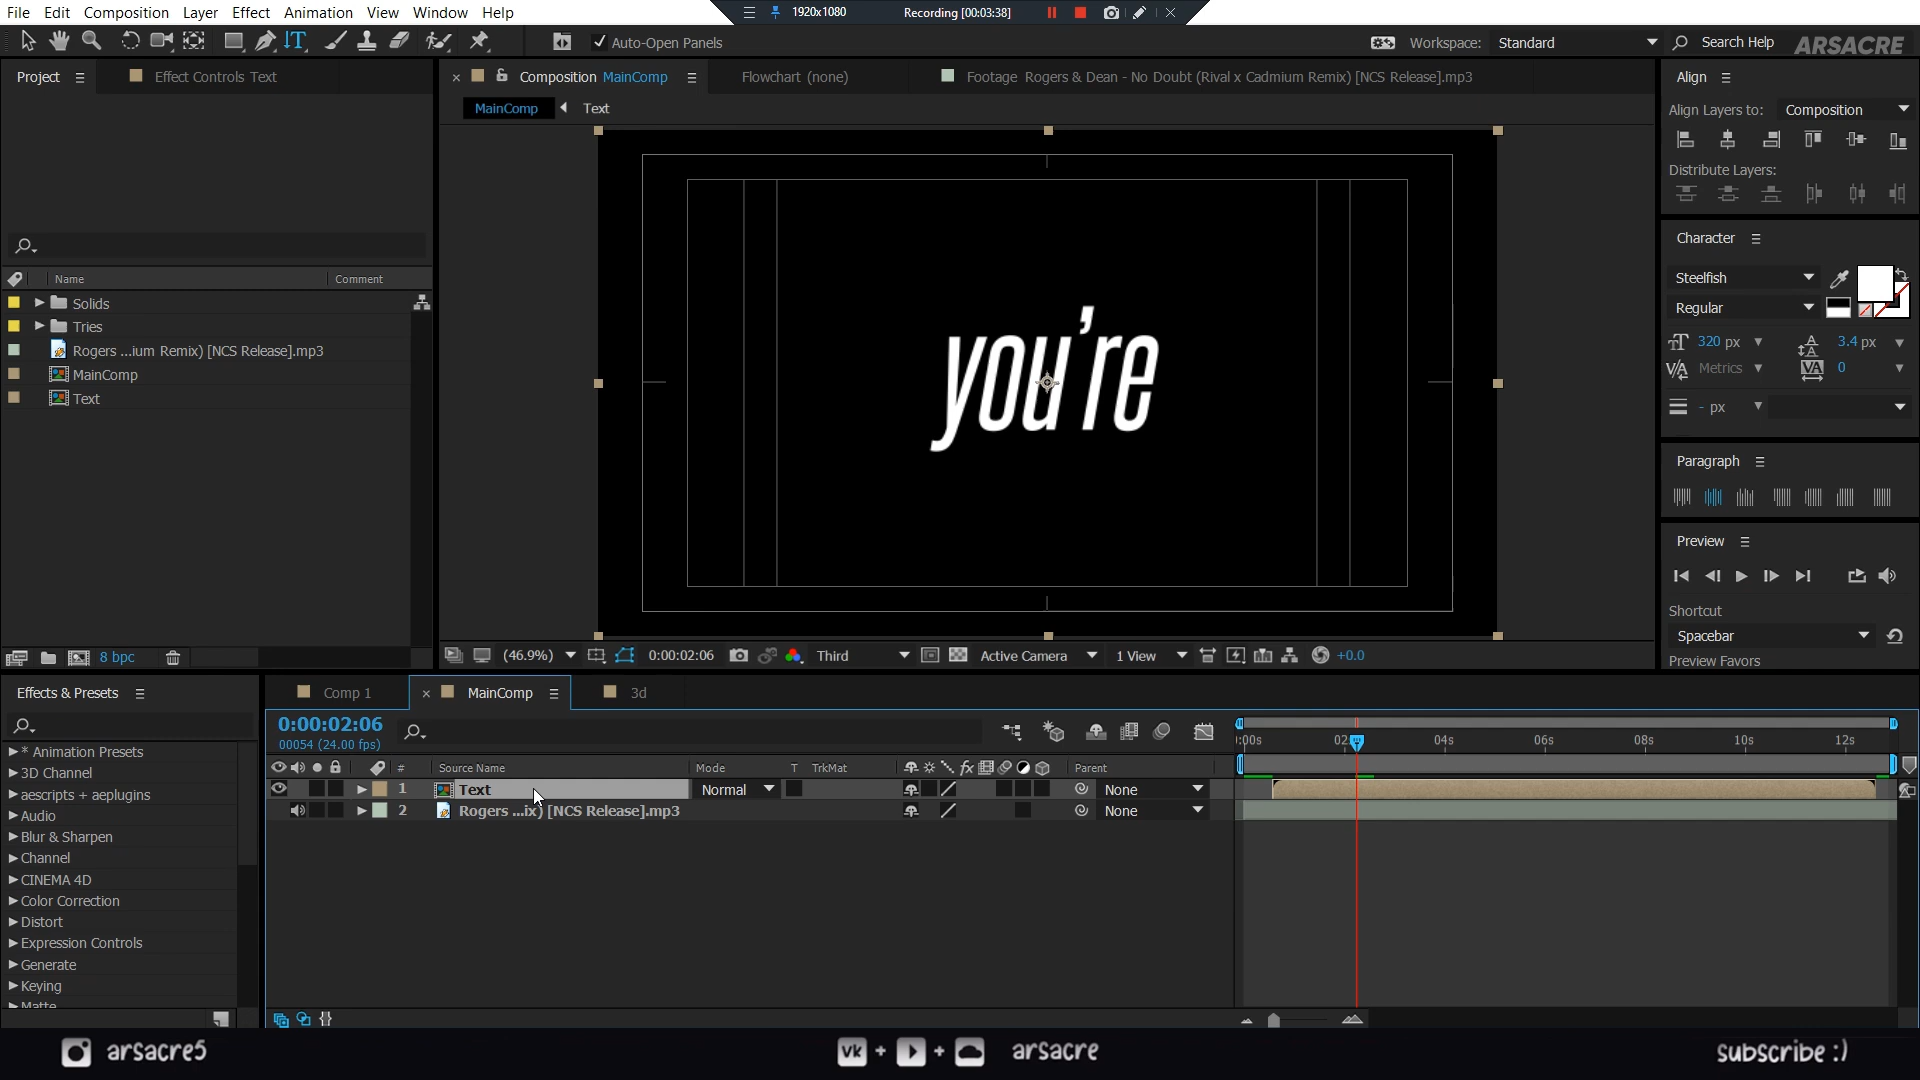 File Edit Composition Layer Effect Animation View Window Help
1920x1080 Recording [00:03:38]
Auto-Open Panels
Workspace: Standard Search Help ARSACRE
Project Effect Controls Text
Composition MainComp Flowchart (none) Footage Rogers & Dean - No Doubt (Rival x Cadmium Remix) [NCS Release].mp3
MainComp Text
Name Comment
Solids
Tries
Rogers ...ium Remix) [NCS Release].mp3
MainComp
Text
8 bpc
you're
(46.9%) 0:00:02:06 Third Active Camera 1 View +0.0
Align
Align Layers to: Composition
Distribute Layers:
Character
Steelfish
Regular
320 px 3.4 px
Metrics 0
- px
Paragraph
Preview
Shortcut
Spacebar
Preview Favors
Effects & Presets
* Animation Presets
3D Channel
aescripts + aeplugins
Audio
Blur & Sharpen
Channel
CINEMA 4D
Color Correction
Distort
Expression Controls
Generate
Keying
Matte
Comp 1 MainComp 3d
0:00:02:06
00054 (24.00 fps)
# Source Name Mode T TrkMat Parent
1 Text Normal None
2 Rogers ...ix) [NCS Release].mp3 None
:00s 02 04s 06s 08s 10s 12s
arsacre5
vk + + arsacre
subscribe :)